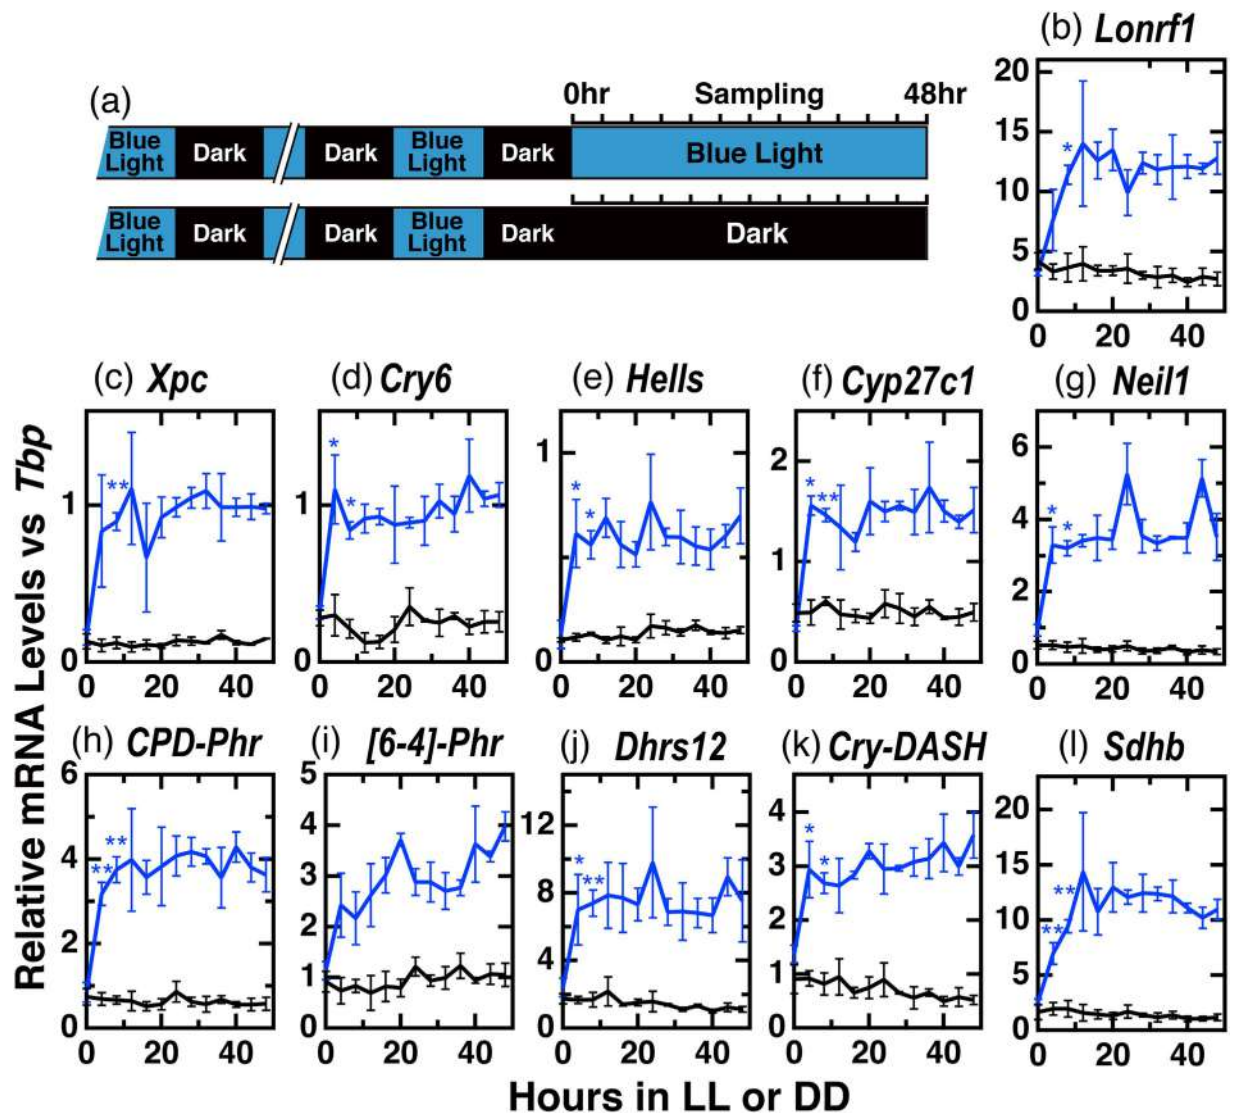 (a)
0hr Sampling 48hr
Blue Light Dark Dark Blue Light Dark Blue Light
Blue Light Dark Dark Blue Light Dark Dark
(b) Lonrf1
20
15
10
5
0
0 20 40
Relative mRNA Levels vs Tbp
(c) Xpc
**
1
0
0 20 40
(d) Cry6
*
*
1
0
0 20 40
(e) Hells
*
*
1
0
0 20 40
(f) Cyp27c1
*
**
2
1
0
0 20 40
(g) Neil1
*
*
6
4
2
0
0 20 40
(h) CPD-Phr
**
**
6
4
2
0
0 20 40
(i) [6-4]-Phr
5
4
3
2
1
0
0 20 40
(j) Dhrs12
*
**
12
8
4
0
0 20 40
(k) Cry-DASH
*
*
4
3
2
1
0
0 20 40
(l) Sdhb
**
**
20
15
10
5
0
0 20 40
Hours in LL or DD